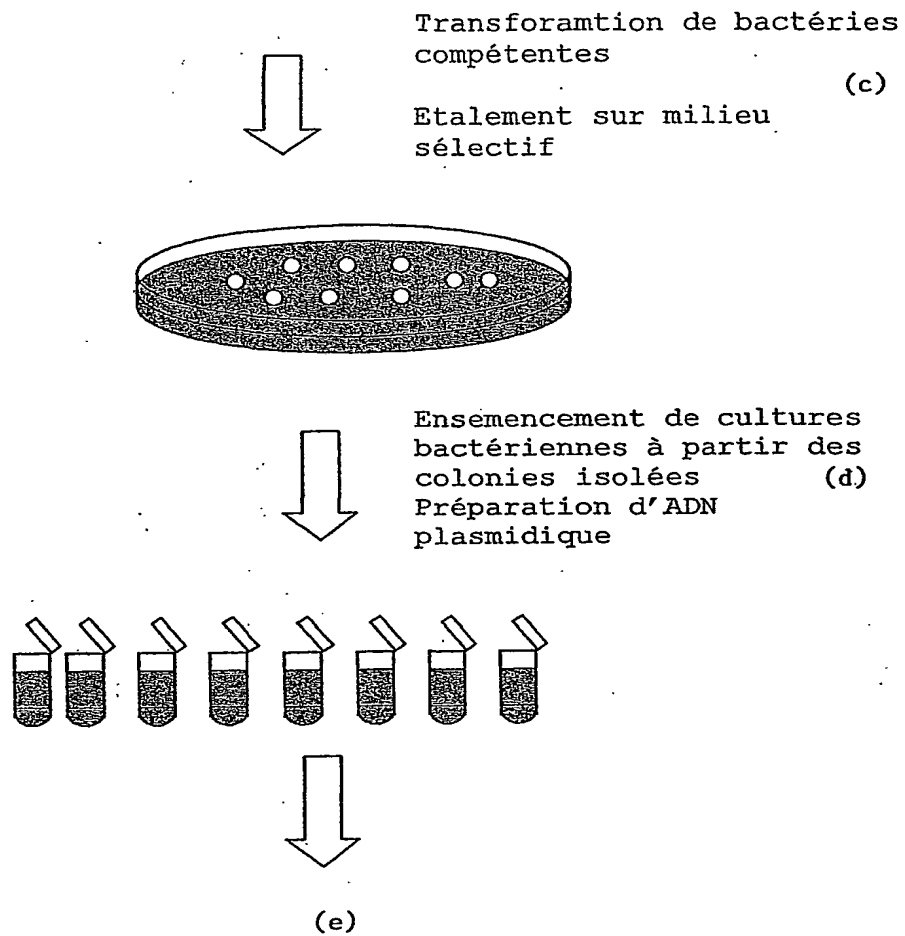 Transforamtion de bactéries
compétentes
(c)
Etalement sur milieu
sélectif
Ensemencement de cultures
bactériennes à partir des
colonies isolées (d)
Préparation d'ADN
plasmidique
(e)